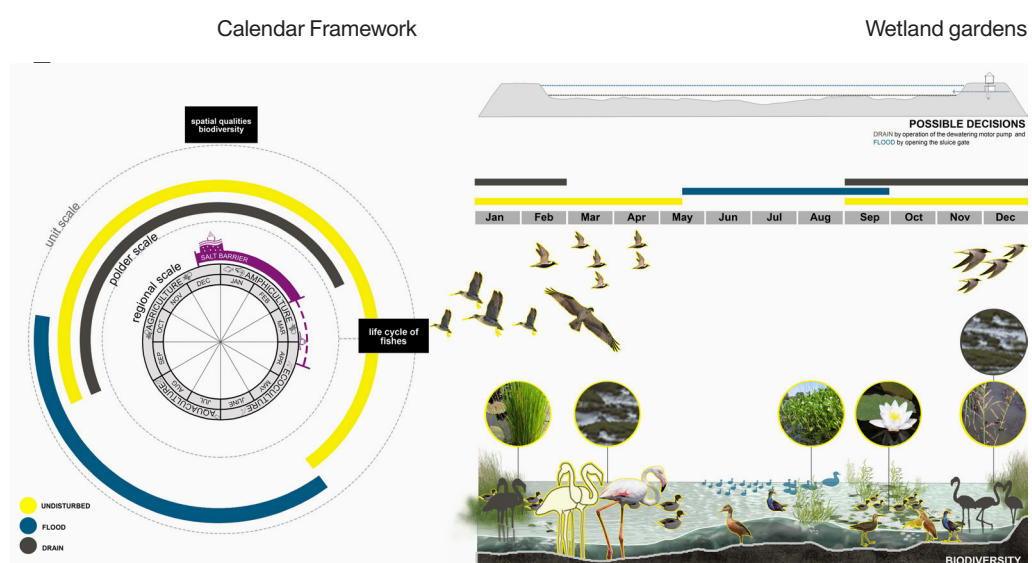 Calendar Framework
Wetland gardens
spatial qualities
biodiversity
unit scale
polder scale
regional scale
SALT BARRIER
AGRICULTURE
AMPHICULTURE
ECOCULTURE
AQUACULTURE
JAN
FEB
MAR
APR
MAY
JUNE
JUL
AUG
SEP
OCT
NOV
DEC
life cycle of
fishes
UNDISTURBED
FLOOD
DRAIN
POSSIBLE DECISIONS
DRAIN by operation of the dewatering motor pump and
FLOOD by opening the sluice gate
Jan Feb Mar Apr May Jun Jul Aug Sep Oct Nov Dec
BIODIVERSITY